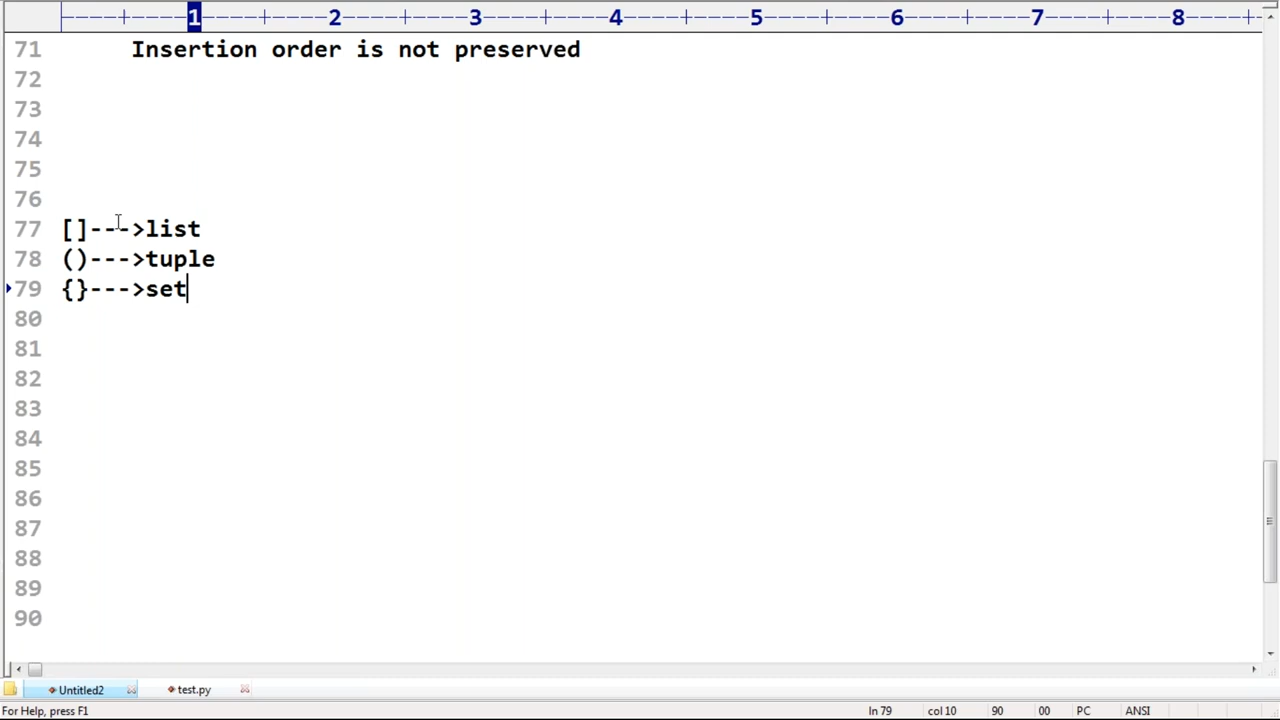 1 2 3 4 5 6 7 8
71 Insertion order is not preserved
72
73
74
75
76
77 []--->list
78 ()--->tuple
79 {}--->set
80
81
82
83
84
85
86
87
88
89
90
Untitled2 test.py
For Help, press F1 ln 79 col 10 90 00 PC ANSI